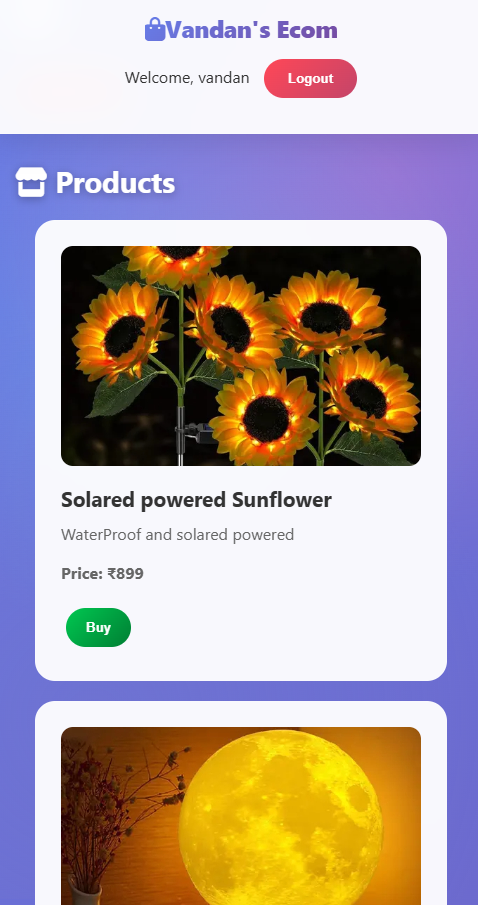 Vandan's Ecom
Welcome, vandan Logout
Products
Solared powered Sunflower
WaterProof and solared powered
Price: ₹899
Buy